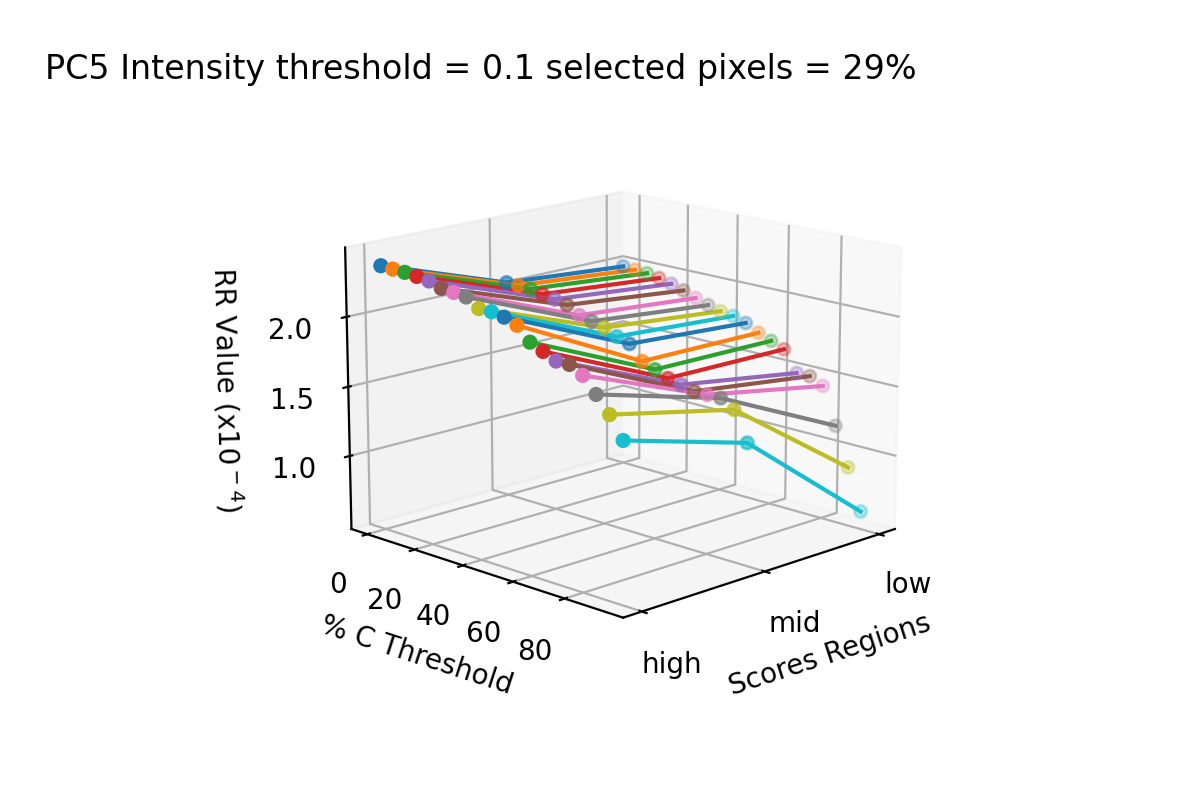 PC5 Intensity threshold = 0.1 selected pixels = 29%
RR Value (x10⁻⁴)
2.0
1.5
1.0
0
20
40
60
80
% C Threshold
high
mid
low
Scores Regions